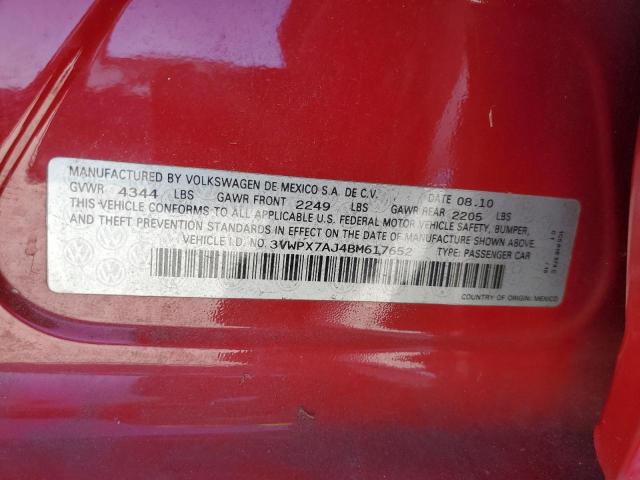 MANUFACTURED BY VOLKSWAGEN DE MEXICO S.A. DE C.V. DATE 08.10
GVWR 4344 LBS GAWR FRONT 2249 LBS GAWR REAR 2205 LBS
THIS VEHICLE CONFORMS TO ALL APPLICABLE U.S. FEDERAL MOTOR VEHICLE SAFETY, BUMPER,
AND THEFT PREVENTION STANDARDS IN EFFECT ON THE DATE OF MANUFACTURE SHOWN ABOVE.
VEHICLE I.D. NO. 3VWPX7AJ4BM617652 TYPE: PASSENGER CAR
COUNTRY OF ORIGIN: MEXICO